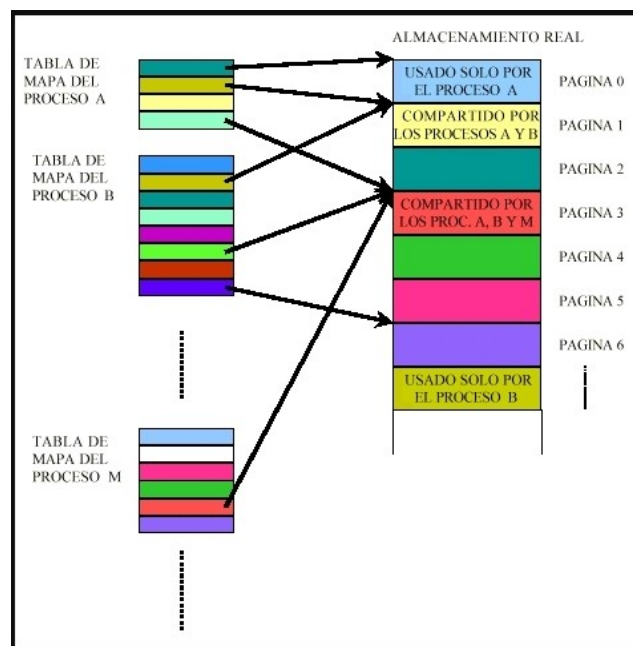 ALMACENAMIENTO REAL
TABLA DE
MAPA DEL
PROCESO A
USADO SOLO POR
EL PROCESO A
PAGINA 0
COMPARTIDO POR
LOS PROCESOS A Y B
PAGINA 1
TABLA DE
MAPA DEL
PROCESO B
PAGINA 2
COMPARTIDO POR
LOS PROC. A, B Y M
PAGINA 3
PAGINA 4
PAGINA 5
PAGINA 6
USADO SOLO POR
EL PROCESO B
TABLA DE
MAPA DEL
PROCESO M